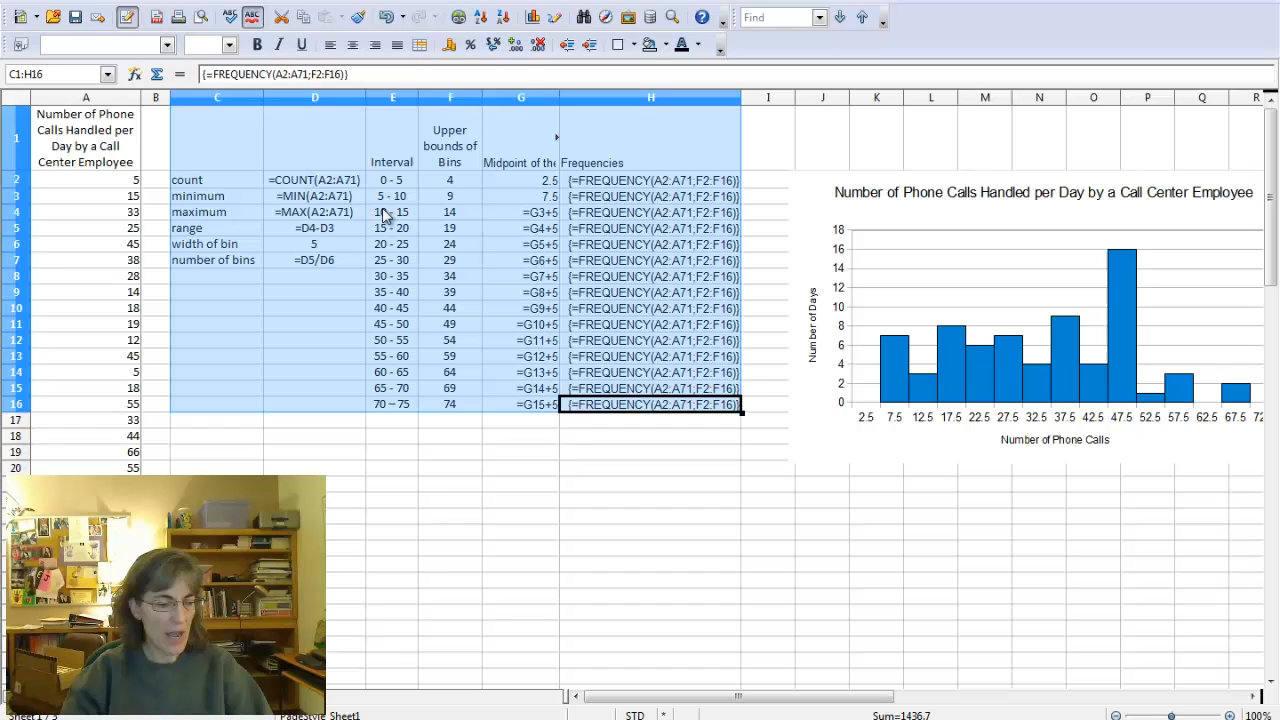 Find
C1:H16
{=FREQUENCY(A2:A71;F2:F16)}
A B C D E F G H I J K L M N O P Q R
1 Number of Phone Calls Handled per Day by a Call Center Employee Interval Upper bounds of Bins Midpoint of the Frequencies
2 5 count =COUNT(A2:A71) 0 - 5 4 2.5 {=FREQUENCY(A2:A71;F2:F16)}
3 15 minimum =MIN(A2:A71) 5 - 10 9 7.5 {=FREQUENCY(A2:A71;F2:F16)}
4 33 maximum =MAX(A2:A71) 15 14 =G3+5 {=FREQUENCY(A2:A71;F2:F16)}
5 25 range =D4-D3 15 - 20 19 =G4+5 {=FREQUENCY(A2:A71;F2:F16)}
6 45 width of bin 5 20 - 25 24 =G5+5 {=FREQUENCY(A2:A71;F2:F16)}
7 38 number of bins =D5/D6 25 - 30 29 =G6+5 {=FREQUENCY(A2:A71;F2:F16)}
8 28 30 - 35 34 =G7+5 {=FREQUENCY(A2:A71;F2:F16)}
9 14 35 - 40 39 =G8+5 {=FREQUENCY(A2:A71;F2:F16)}
10 18 40 - 45 44 =G9+5 {=FREQUENCY(A2:A71;F2:F16)}
11 19 45 - 50 49 =G10+5 {=FREQUENCY(A2:A71;F2:F16)}
12 12 50 - 55 54 =G11+5 {=FREQUENCY(A2:A71;F2:F16)}
13 45 55 - 60 59 =G12+5 {=FREQUENCY(A2:A71;F2:F16)}
14 5 60 - 65 64 =G13+5 {=FREQUENCY(A2:A71;F2:F16)}
15 18 65 - 70 69 =G14+5 {=FREQUENCY(A2:A71;F2:F16)}
16 55 70 – 75 74 =G15+5 {=FREQUENCY(A2:A71;F2:F16)}
17 33
18 44
19 66
20 55
Number of Phone Calls Handled per Day by a Call Center Employee
Number of Days
18
16
14
12
10
8
6
4
2
0
2.5 7.5 12.5 17.5 22.5 27.5 32.5 37.5 42.5 47.5 52.5 57.5 62.5 67.5 72
Number of Phone Calls
Sheet 1 / 3 PageStyle_Sheet1 STD * Sum=1436.7 100%